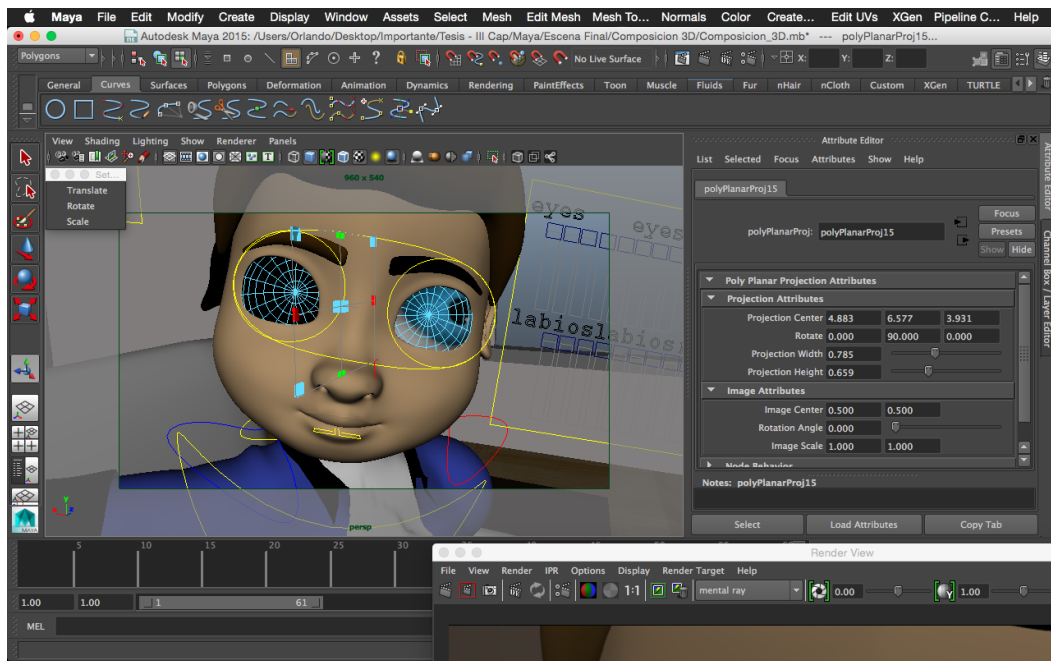 Maya File Edit Modify Create Display Window Assets Select Mesh Edit Mesh Mesh To... Normals Color Create... Edit UVs XGen Pipeline C... Help
Autodesk Maya 2015: /Users/Orlando/Desktop/Importante/Tesis - III Cap/Maya/Escena Final/Composicion 3D/Composicion_3D.mb* --- polyPlanarProj15...
Polygons No Live Surface X: Y: Z:
General Curves Surfaces Polygons Deformation Animation Dynamics Rendering PaintEffects Toon Muscle Fluids Fur nHair nCloth Custom XGen TURTLE
View Shading Lighting Show Renderer Panels
Set...
Translate
Rotate
Scale
960 x 540
eyes eyes
labios labios
persp
Y
MAYA
Attribute Editor
List Selected Focus Attributes Show Help
polyPlanarProj15
Focus
polyPlanarProj: polyPlanarProj15 Presets
Show Hide
Poly Planar Projection Attributes
Projection Attributes
Projection Center 4.883 6.577 3.931
Rotate 0.000 90.000 0.000
Projection Width 0.785
Projection Height 0.659
Image Attributes
Image Center 0.500 0.500
Rotation Angle 0.000
Image Scale 1.000 1.000
Node Behavior
Notes: polyPlanarProj15
Select Load Attributes Copy Tab
Attribute Editor
Channel Box / Layer Editor
5 10 15 20 25 30
1.00 1.00 1 61
MEL
Render View
File View Render IPR Options Display Render Target Help
1:1 mental ray 0.00 1.00